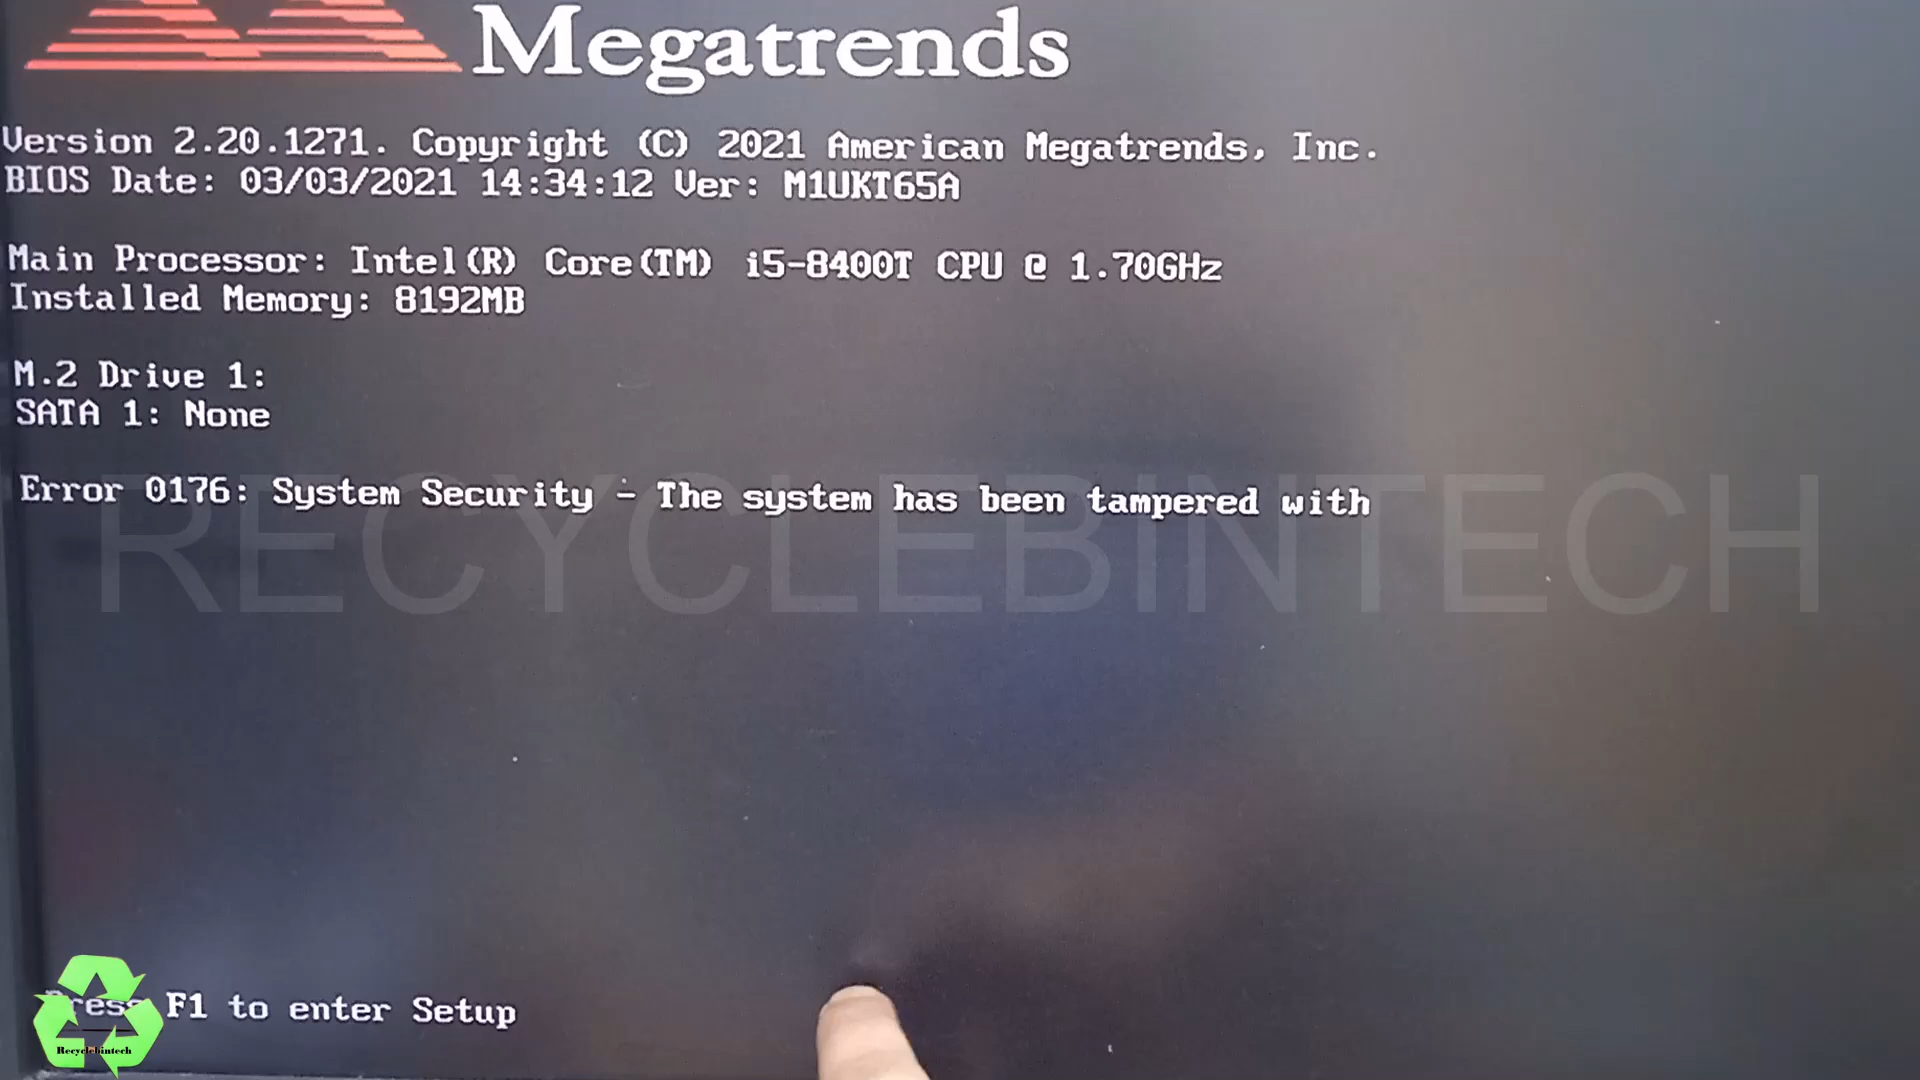 Megatrends
Version 2.20.1271. Copyright (C) 2021 American Megatrends, Inc.
BIOS Date: 03/03/2021 14:34:12 Ver: M1UKT65A
Main Processor: Intel(R) Core(TM) i5-8400T CPU @ 1.70GHz
Installed Memory: 8192MB
M.2 Drive 1:
SATA 1: None
Error 0176: System Security - The system has been tampered with
RECYCLEBINTECH
Press F1 to enter Setup
Recyclebintech